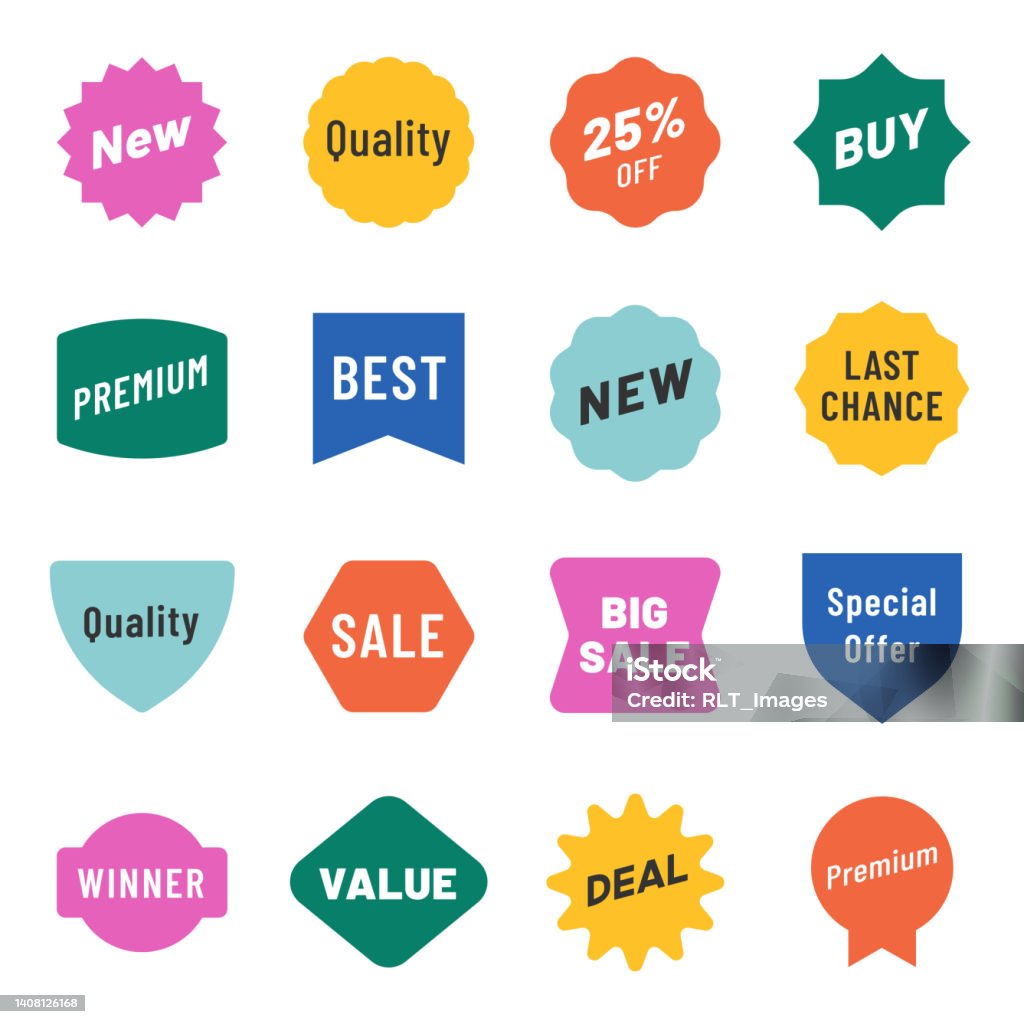 New
Quality
25%
OFF
BUY
PREMIUM
BEST
NEW
LAST
CHANCE
Quality
SALE
BIG
SALE
Special
Offer
iStock™
Credit: RLT_Images
WINNER
VALUE
DEAL
Premium
1408126168